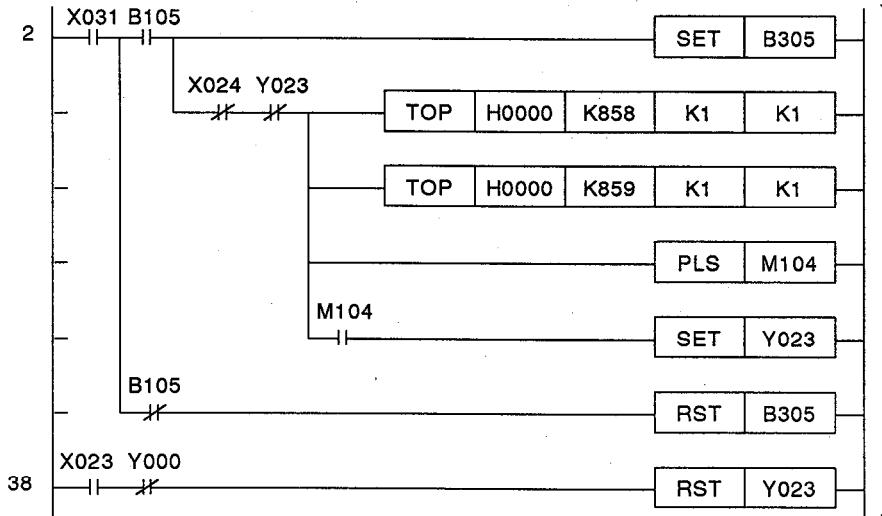 X031 B105
2 SET B305
X024 Y023
TOP H0000 K858 K1 K1
TOP H0000 K859 K1 K1
PLS M104
M104
SET Y023
B105
RST B305
X023 Y000
38 RST Y023